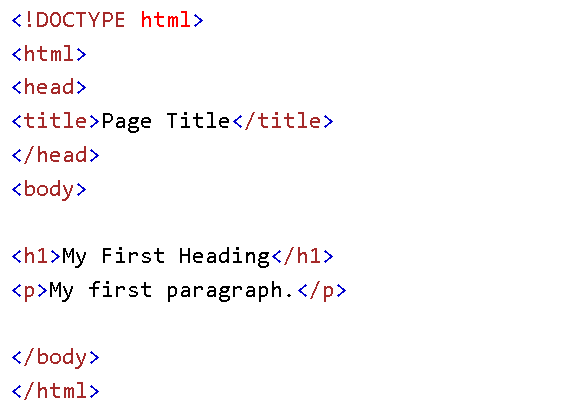 <!DOCTYPE html>
<html>
<head>
<title>Page Title</title>
</head>
<body>
<h1>My First Heading</h1>
<p>My first paragraph.</p>
</body>
</html>